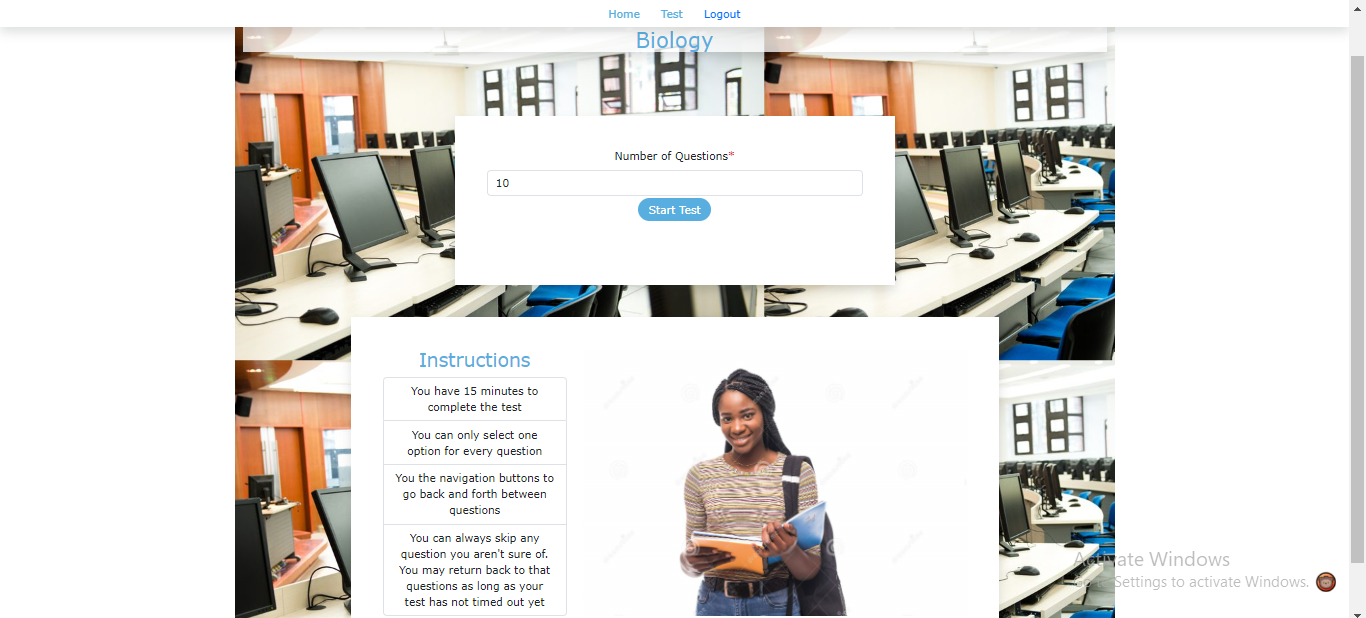 Home Test Logout
Biology
Number of Questions*
10
Start Test
Instructions
You have 15 minutes to
complete the test
You can only select one
option for every question
You the navigation buttons to
go back and forth between
questions
You can always skip any
question you aren't sure of.
You may return back to that
questions as long as your
test has not timed out yet
Activate Windows
Settings to activate Windows.